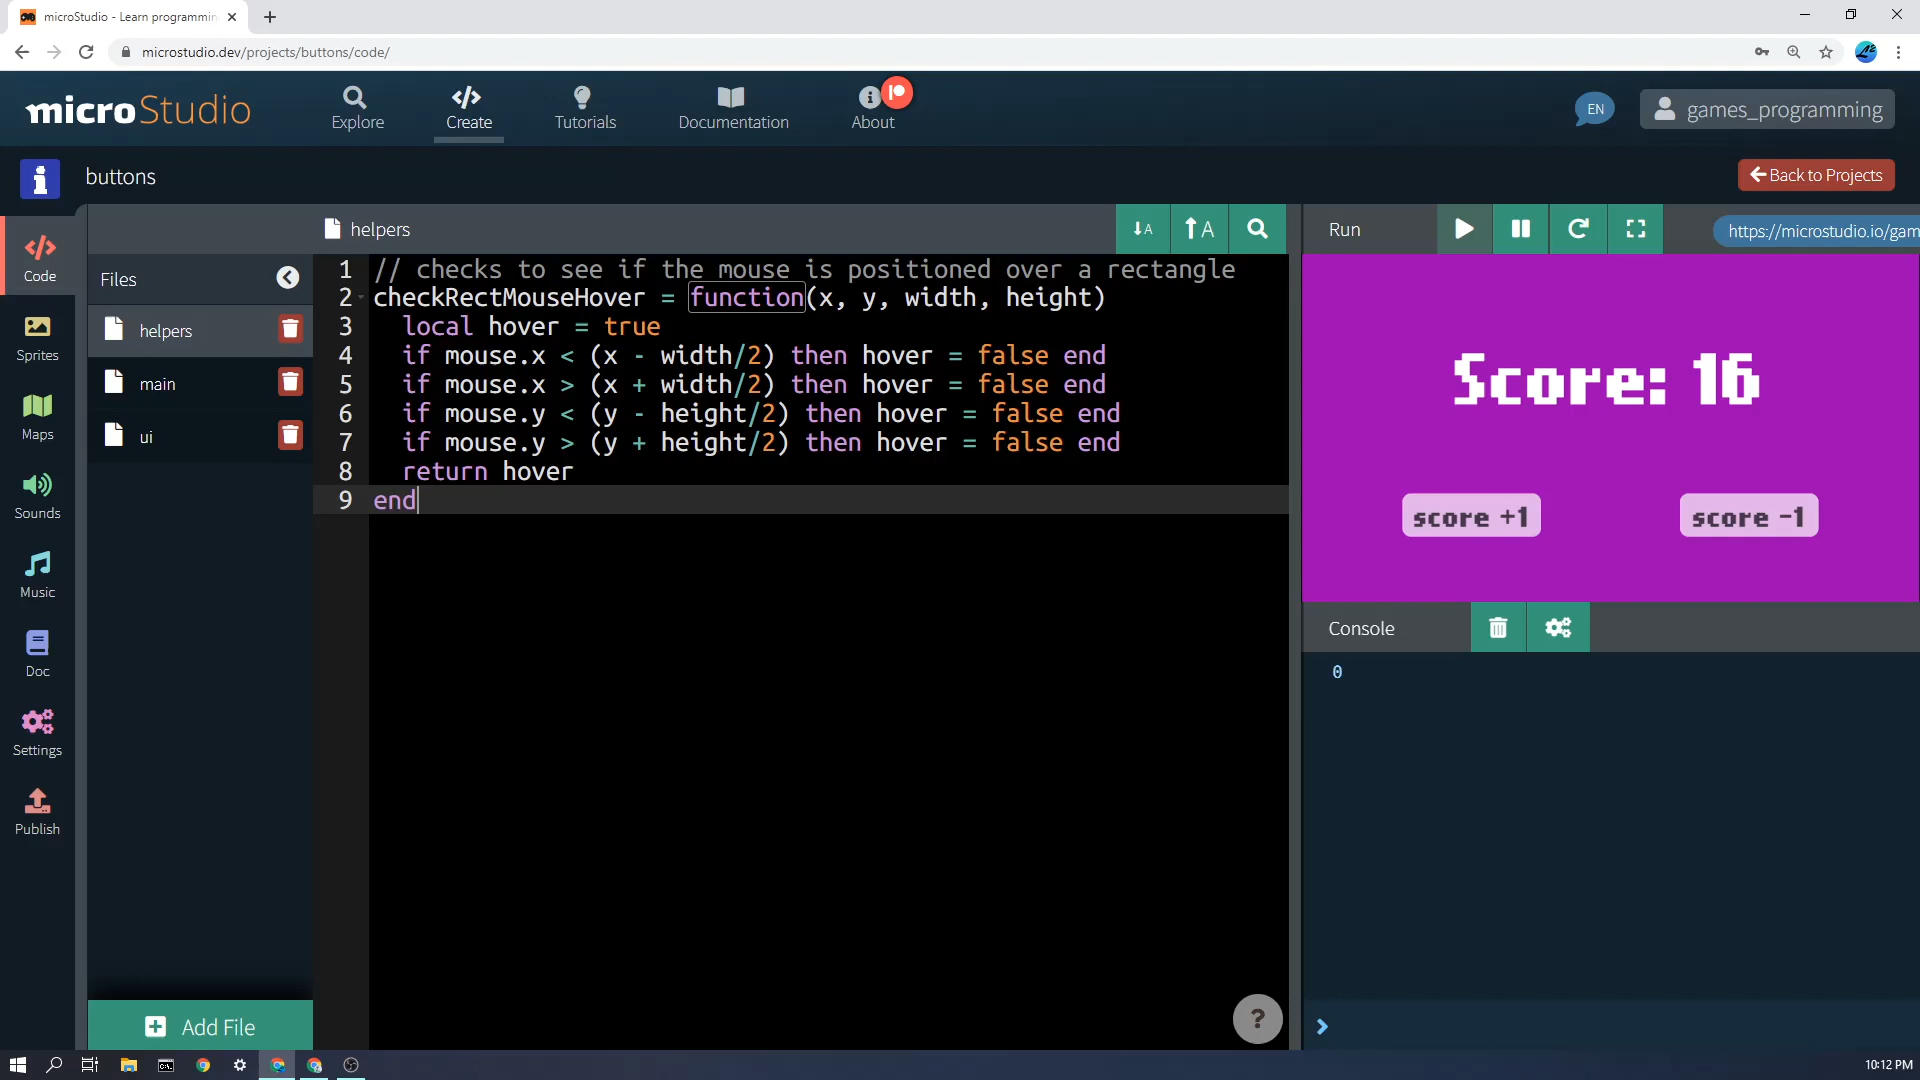 microStudio - Learn programmin
microstudio.dev/projects/buttons/code/
microStudio
Explore
Create
Tutorials
Documentation
About
EN
games_programming
buttons
Back to Projects
Code
Sprites
Maps
Sounds
Music
Doc
Settings
Publish
Files
helpers
main
ui
Add File
helpers
↓A
↑A
1 // checks to see if the mouse is positioned over a rectangle
2 checkRectMouseHover = function(x, y, width, height)
3 local hover = true
4 if mouse.x < (x - width/2) then hover = false end
5 if mouse.x > (x + width/2) then hover = false end
6 if mouse.y < (y - height/2) then hover = false end
7 if mouse.y > (y + height/2) then hover = false end
8 return hover
9 end
?
Run
https://microstudio.io/gam
Score: 16
score +1
score -1
Console
0
10:12 PM